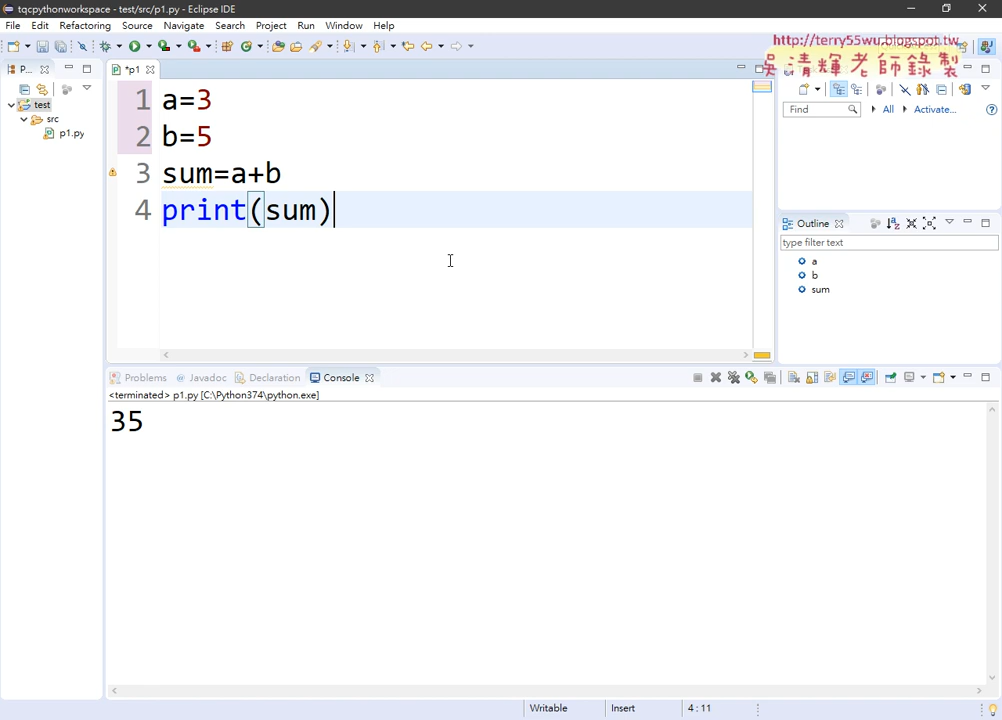 tqcpythonworkspace - test/src/p1.py - Eclipse IDE
File Edit Refactoring Source Navigate Search Project Run Window Help
http://terry55wu.blogspot.tw
吳清輝老師錄製
P...
*p1
test
src
p1.py
1 a=3
2 b=5
3 sum=a+b
4 print(sum)
Find
All
Activate...
Outline
type filter text
a
b
sum
Problems @ Javadoc Declaration Console
<terminated> p1.py [C:\Python374\python.exe]
35
Writable Insert 4 : 11